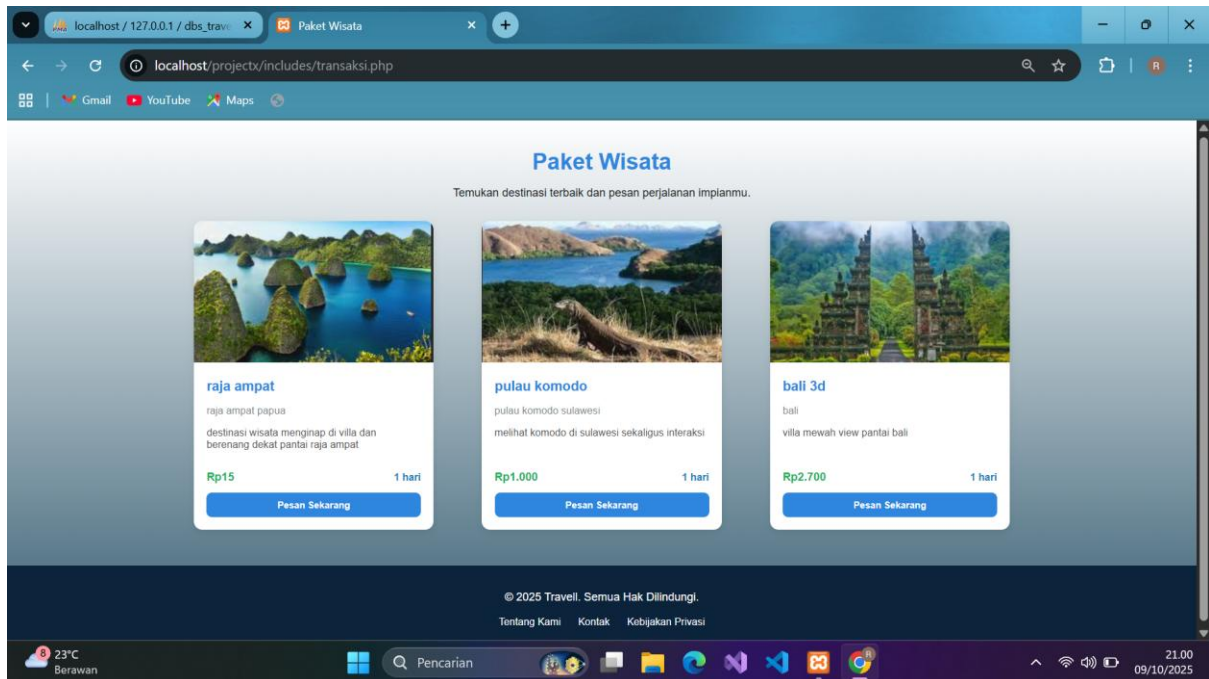 localhost / 127.0.0.1 / dbs_trav
Paket Wisata
localhost/projectx/includes/transaksi.php
R
Gmail
YouTube
Maps
Paket Wisata
Temukan destinasi terbaik dan pesan perjalanan impianmu.
raja ampat
raja ampat papua
destinasi wisata menginap di villa dan
berenang dekat pantai raja ampat
Rp15 1 hari
Pesan Sekarang
pulau komodo
pulau komodo sulawesi
melihat komodo di sulawesi sekaligus interaksi
Rp1.000 1 hari
Pesan Sekarang
bali 3d
bali
villa mewah view pantai bali
Rp2.700 1 hari
Pesan Sekarang
© 2025 Travell. Semua Hak Dilindungi.
Tentang Kami Kontak Kebijakan Privasi
8
23°C
Berawan
Pencarian
21.00
09/10/2025